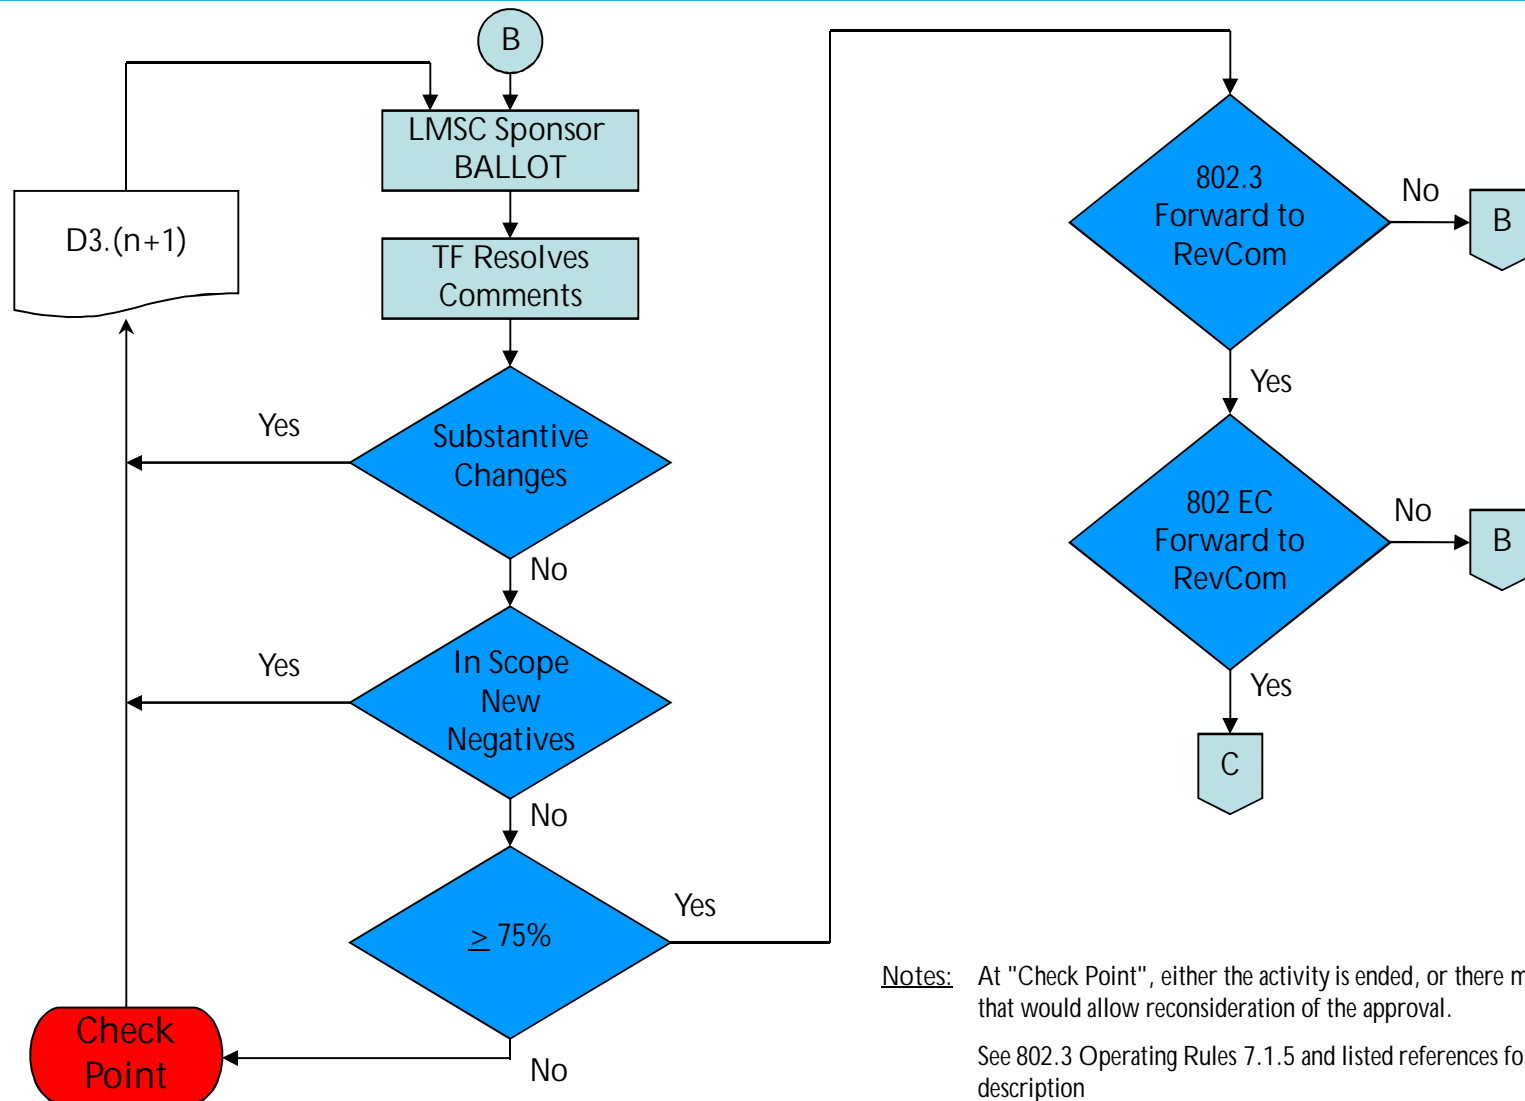 B
LMSC Sponsor
BALLOT
D3.(n+1)
TF Resolves
Comments
Yes
Substantive
Changes
No
Yes
In Scope
New
Negatives
No
≥ 75%
Yes
Check
Point
No
802.3
Forward to
RevCom
No
B
Yes
802 EC
Forward to
RevCom
No
B
Yes
C
Notes: At "Check Point", either the activity is ended, or there
that would allow reconsideration of the approval.
See 802.3 Operating Rules 7.1.5 and listed references
description